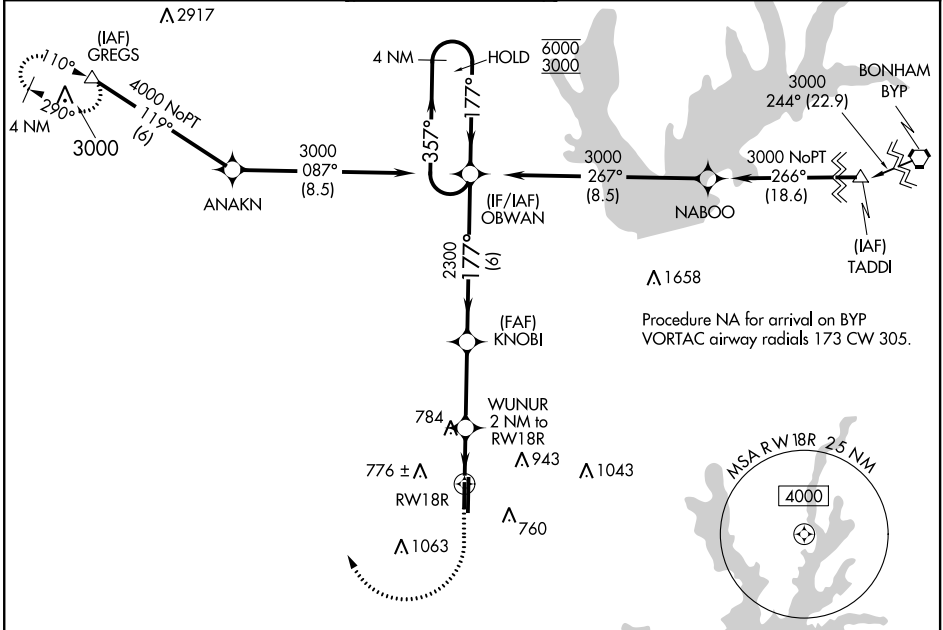 2917
(IAF)
GREGS
110°
290°
4 NM
3000
4000 NoPT
119°
(6)
ANAKN
3000
087°
(8.5)
4 NM
HOLD
6000
3000
357°
177°
(IF/IAF)
OBWAN
3000
267°
(8.5)
NABOO
3000 NoPT
266°
(18.6)
3000
244° (22.9)
BONHAM
BYP
(IAF)
TADDI
2300
177°
(6)
1658
Procedure NA for arrival on BYP
VORTAC airway radials 173 CW 305.
(FAF)
KNOBI
784
WUNUR
2 NM to
RW18R
776 ±
943
1043
RW18R
760
1063
MSA RW 18R 25 NM
4000